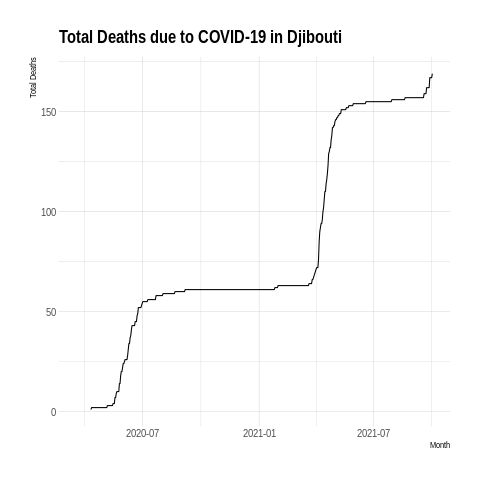 Total Deaths due to COVID-19 in Djibouti
Total Deaths
150
100
50
0
2020-07 2021-01 2021-07
Month